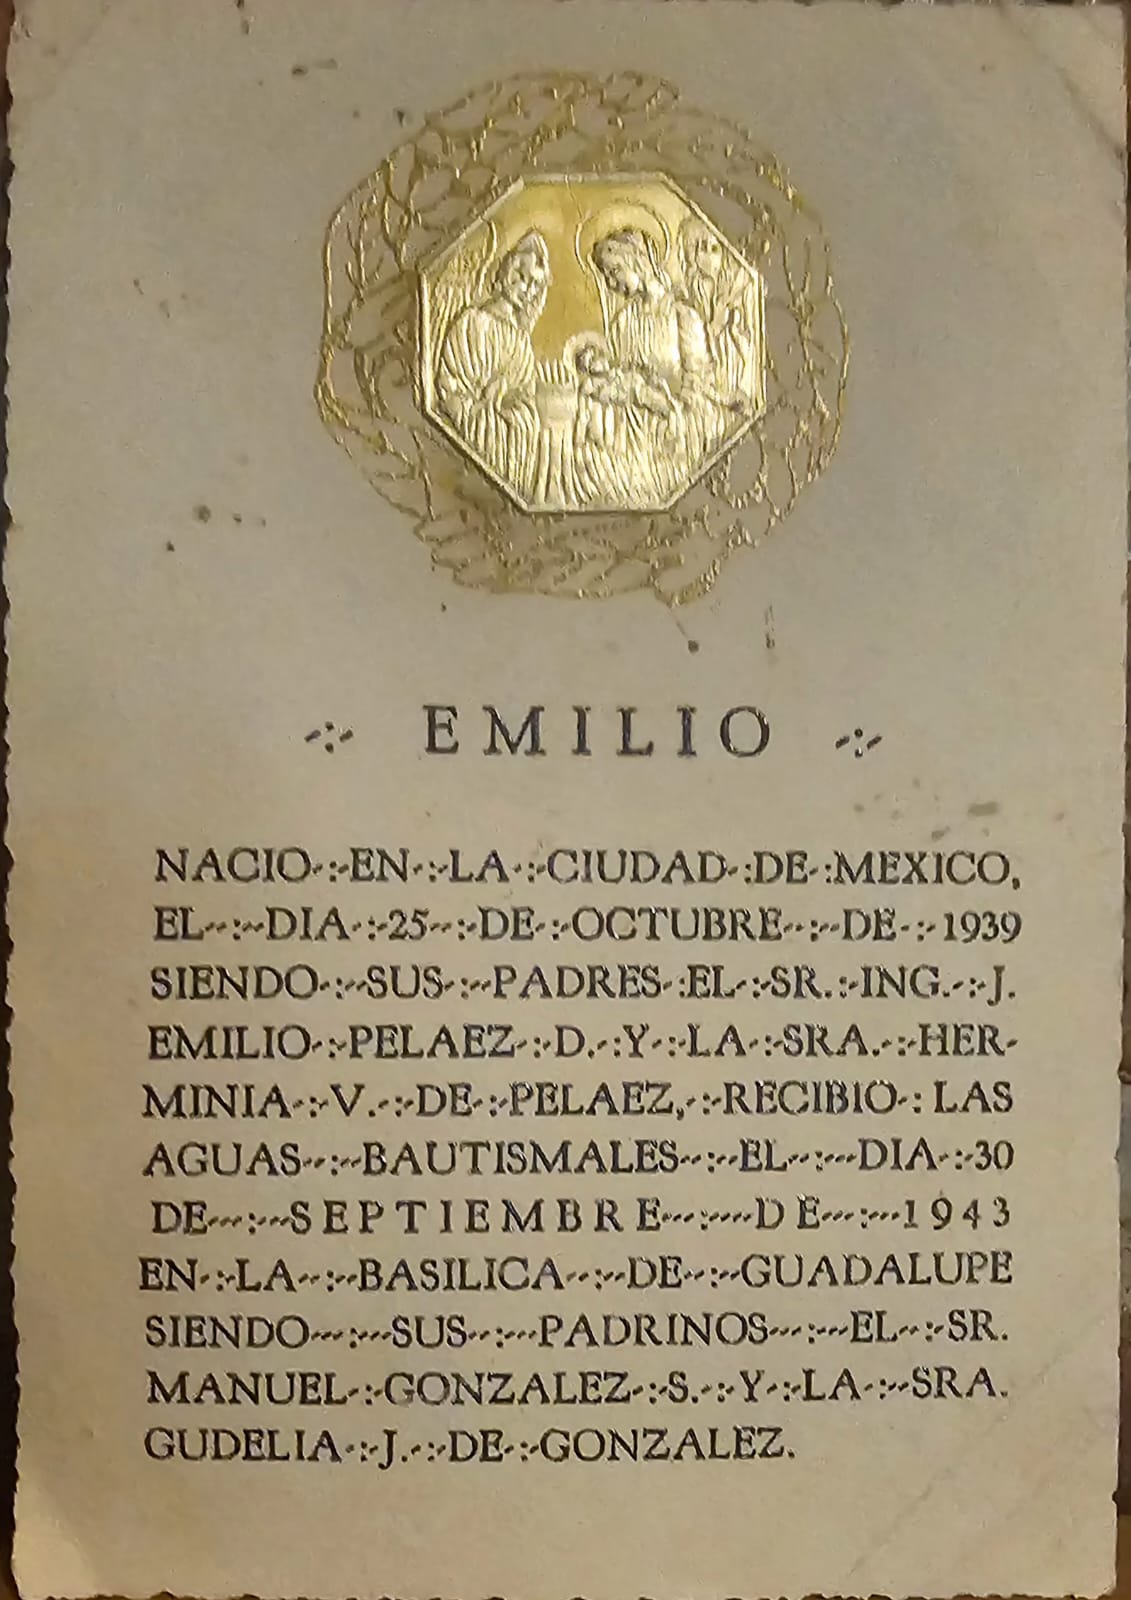 ·:· EMILIO ·:·
NACIO·:·EN·:·LA·:·CIUDAD·:DE·:MEXICO,
EL··:··DIA·:·25··:·DE·:·OCTUBRE··:··DE·:·1939
SIENDO·:··SUS·:··PADRES·:EL·:·SR.:·ING.·:·J.
EMILIO·:·PELAEZ·:·D.·:Y·:·LA·:·SRA.·:·HER-
MINIA·:·V.·:·DE·:·PELAEZ,·:·RECIBIO·: LAS
AGUAS··:··BAUTISMALES··:··EL··:···DIA·:·30
DE···:···SEPTIEMBRE···:····DE···:···1943
EN·:·LA··:··BASILICA··:··DE··:··GUADALUPE
SIENDO···:···SUS··:···PADRINOS···:···EL··:·SR.
MANUEL·:·GONZALEZ·:·S.·:·Y·:·LA·:··SRA.
GUDELIA·:·J.·:·DE·:·GONZALEZ.